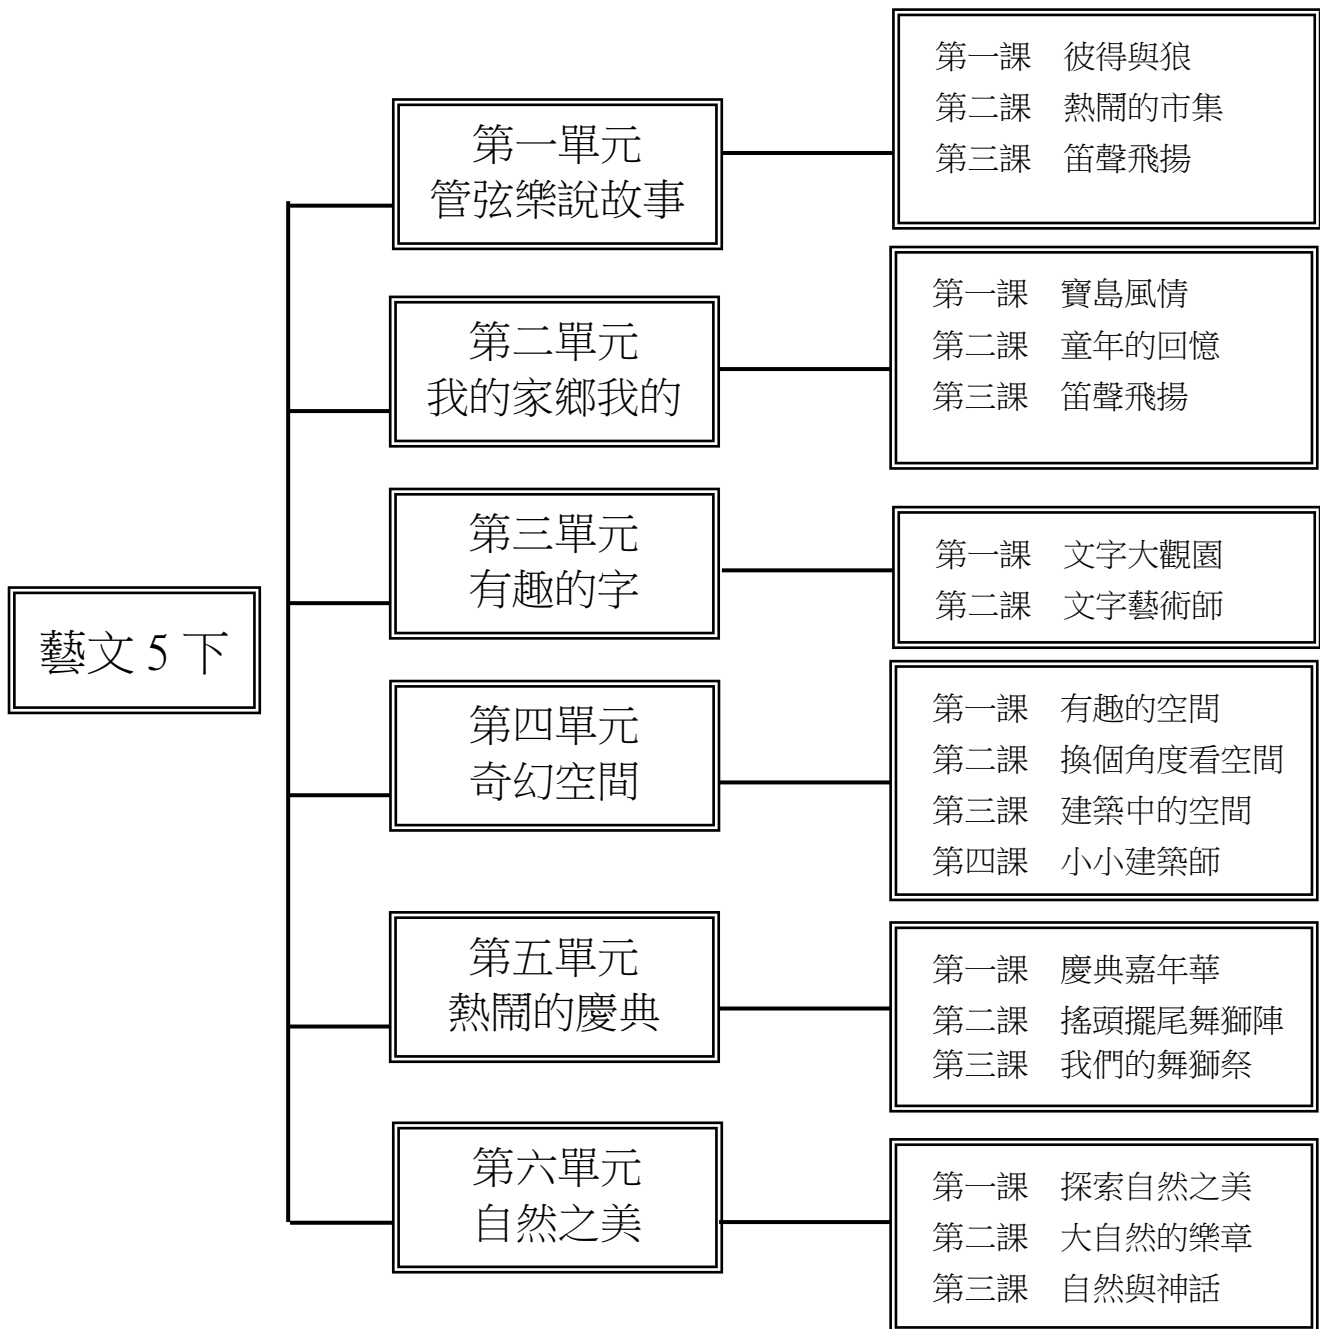 藝文 5 下
第一單元
管弦樂說故事
第一課　彼得與狼
第二課　熱鬧的市集
第三課　笛聲飛揚
第二單元
我的家鄉我的
第一課　寶島風情
第二課　童年的回憶
第三課　笛聲飛揚
第三單元
有趣的字
第一課　文字大觀園
第二課　文字藝術師
第四單元
奇幻空間
第一課　有趣的空間
第二課　換個角度看空間
第三課　建築中的空間
第四課　小小建築師
第五單元
熱鬧的慶典
第一課　慶典嘉年華
第二課　搖頭擺尾舞獅陣
第三課　我們的舞獅祭
第六單元
自然之美
第一課　探索自然之美
第二課　大自然的樂章
第三課　自然與神話